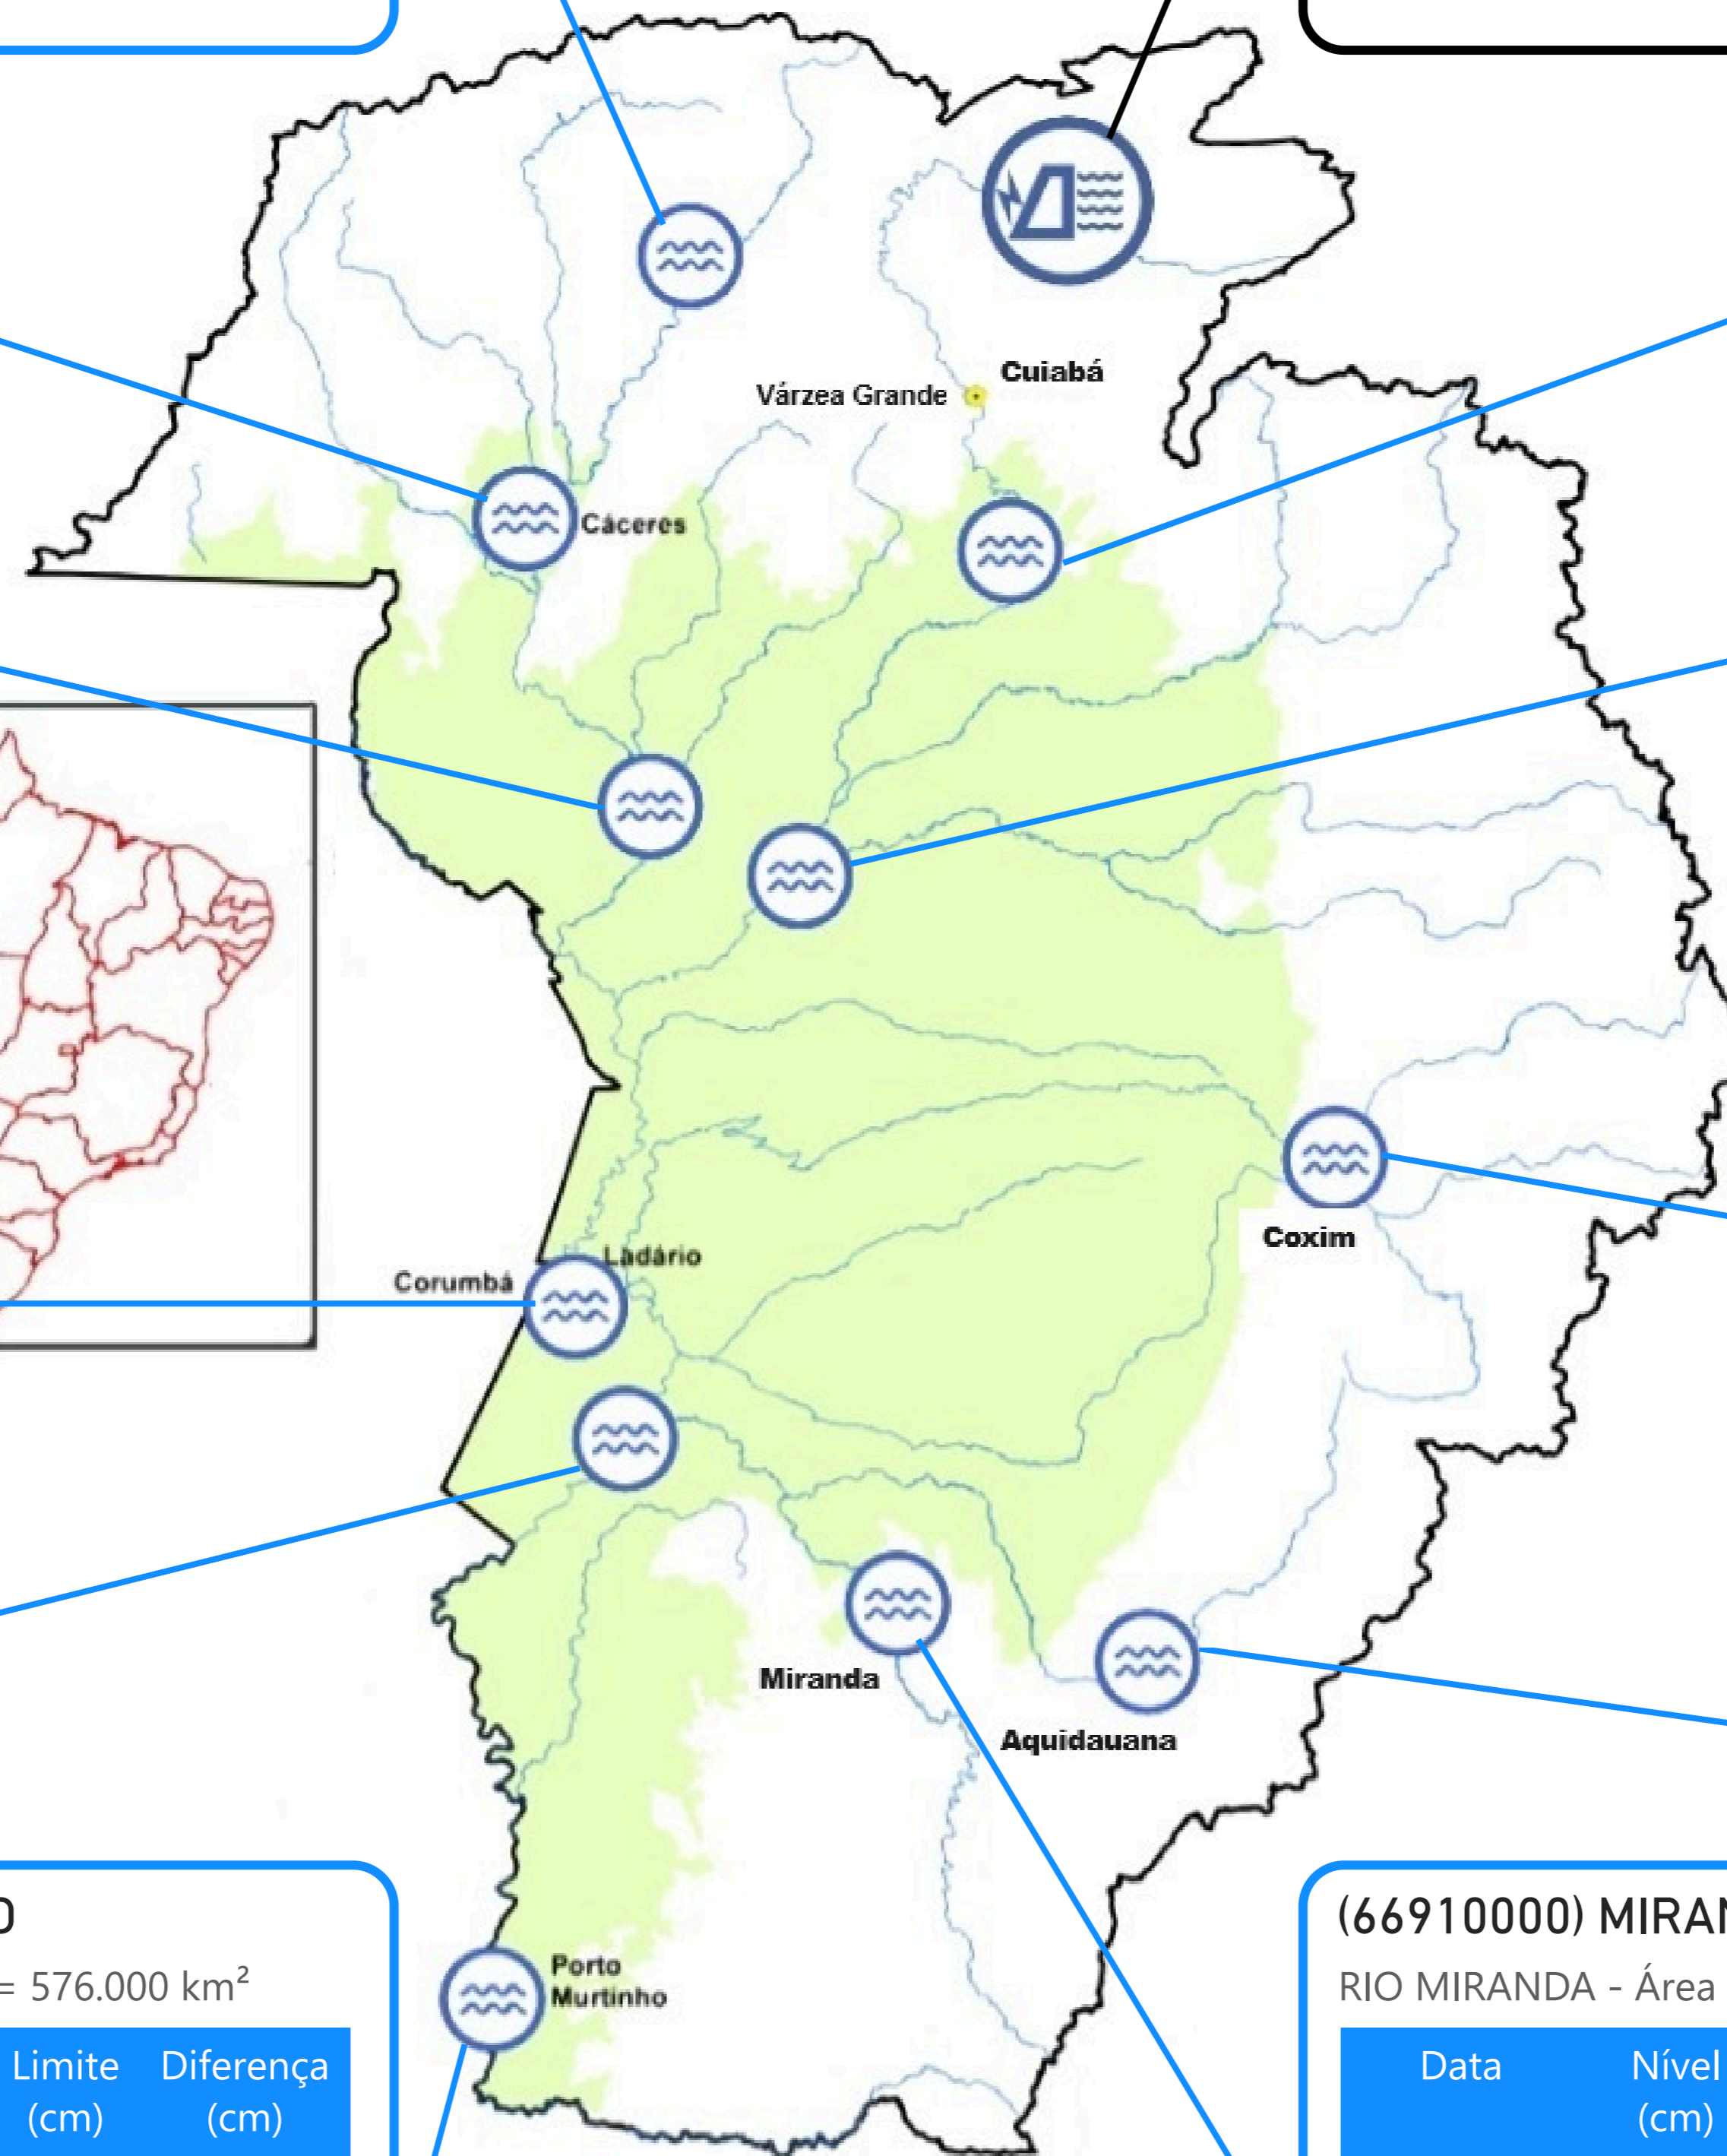 Cuiabá
Várzea Grande
Cáceres
Coxim
Ladário
Corumbá
Miranda
Aquidauana
Porto
Murtinho
= 576.000 km²
Limite Diferença
(cm) (cm)
(66910000)
RIO MIRANDA - Área
Data Nível
(cm)